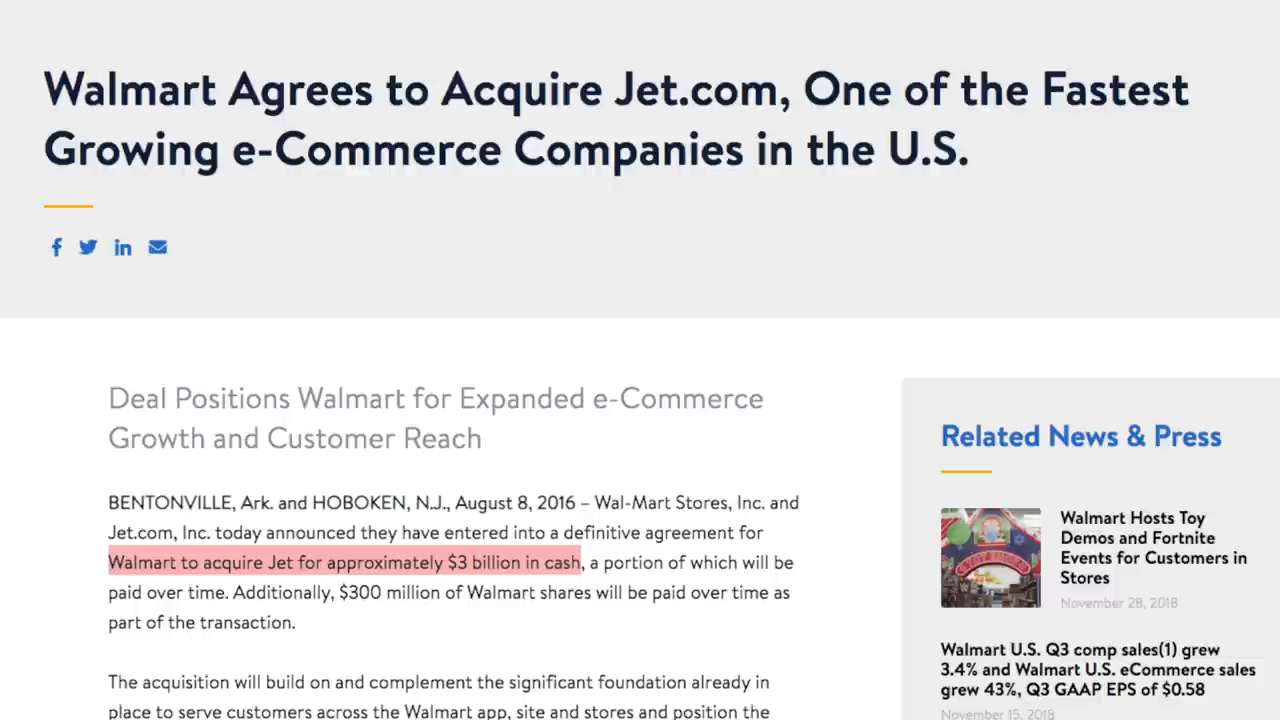 Walmart Agrees to Acquire Jet.com, One of the Fastest
Growing e-Commerce Companies in the U.S.
Deal Positions Walmart for Expanded e-Commerce
Growth and Customer Reach
BENTONVILLE, Ark. and HOBOKEN, N.J., August 8, 2016 – Wal-Mart Stores, Inc. and
Jet.com, Inc. today announced they have entered into a definitive agreement for
Walmart to acquire Jet for approximately $3 billion in cash, a portion of which will be
paid over time. Additionally, $300 million of Walmart shares will be paid over time as
part of the transaction.
The acquisition will build on and complement the significant foundation already in
place to serve customers across the Walmart app, site and stores and position the
Related News & Press
Walmart Hosts Toy
Demos and Fortnite
Events for Customers in
Stores
November 28, 2018
Walmart U.S. Q3 comp sales(1) grew
3.4% and Walmart U.S. eCommerce sales
grew 43%, Q3 GAAP EPS of $0.58
November 15, 2018